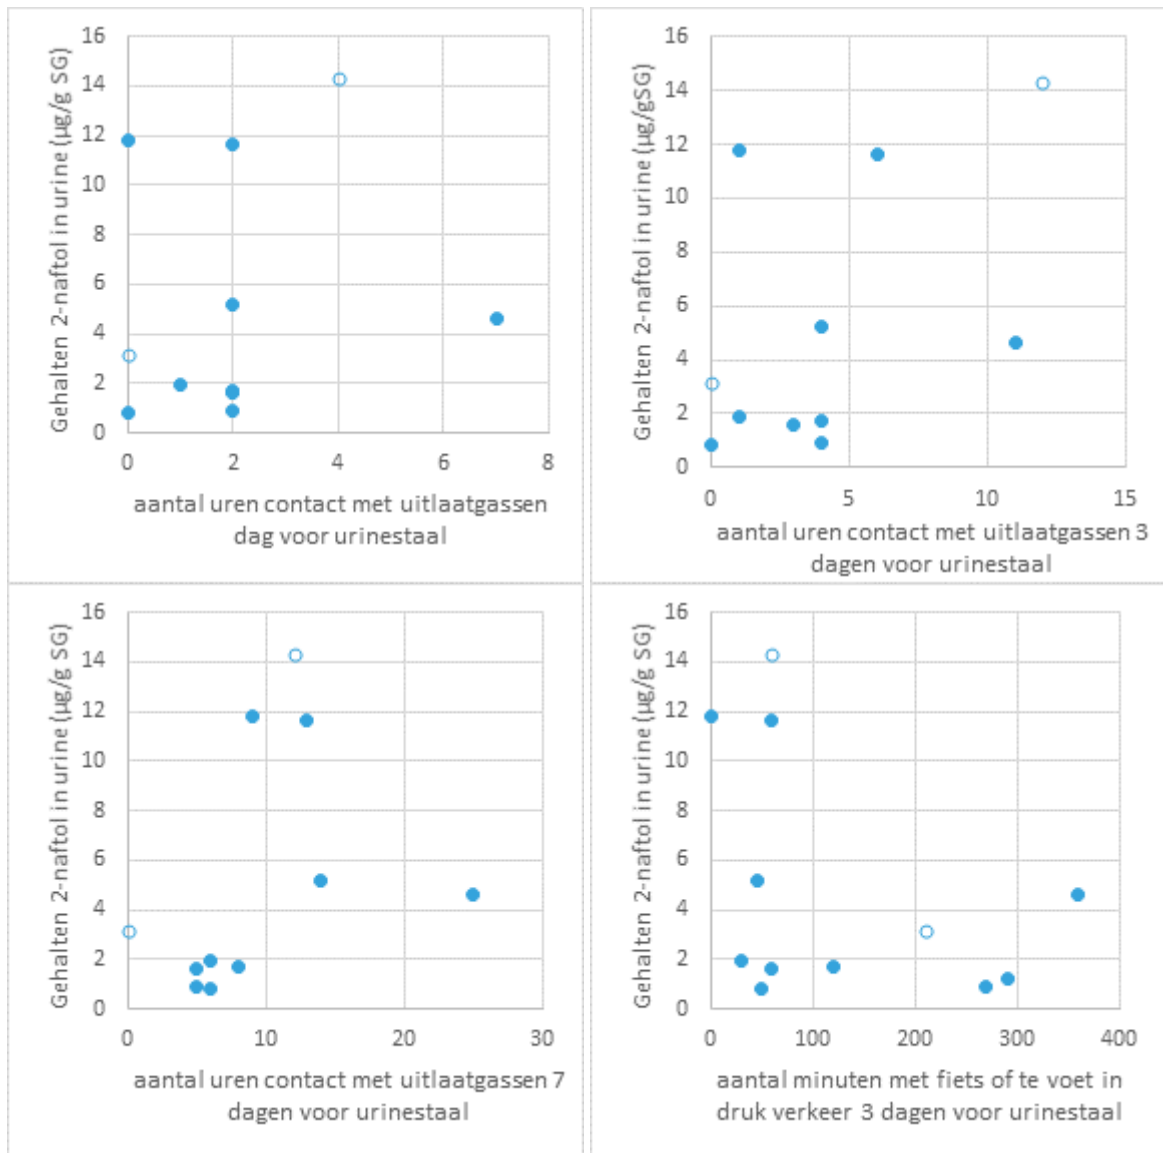 Gehalten 2-naftol in urine (µg/g SG)
16
14
12
10
8
6
4
2
0
0 2 4 6 8
aantal uren contact met uitlaatgassen
dag voor urinestaal
Gehalten 2-naftol in urine (µg/gSG)
16
14
12
10
8
6
4
2
0
0 5 10 15
aantal uren contact met uitlaatgassen 3
dagen voor urinestaal
Gehalten 2-naftol in urine (µg/g SG)
16
14
12
10
8
6
4
2
0
0 10 20 30
aantal uren contact met uitlaatgassen 7
dagen voor urinestaal
Gehalten 2-naftol in urine (µg/g SG)
16
14
12
10
8
6
4
2
0
0 100 200 300 400
aantal minuten met fiets of te voet in
druk verkeer 3 dagen voor urinestaal